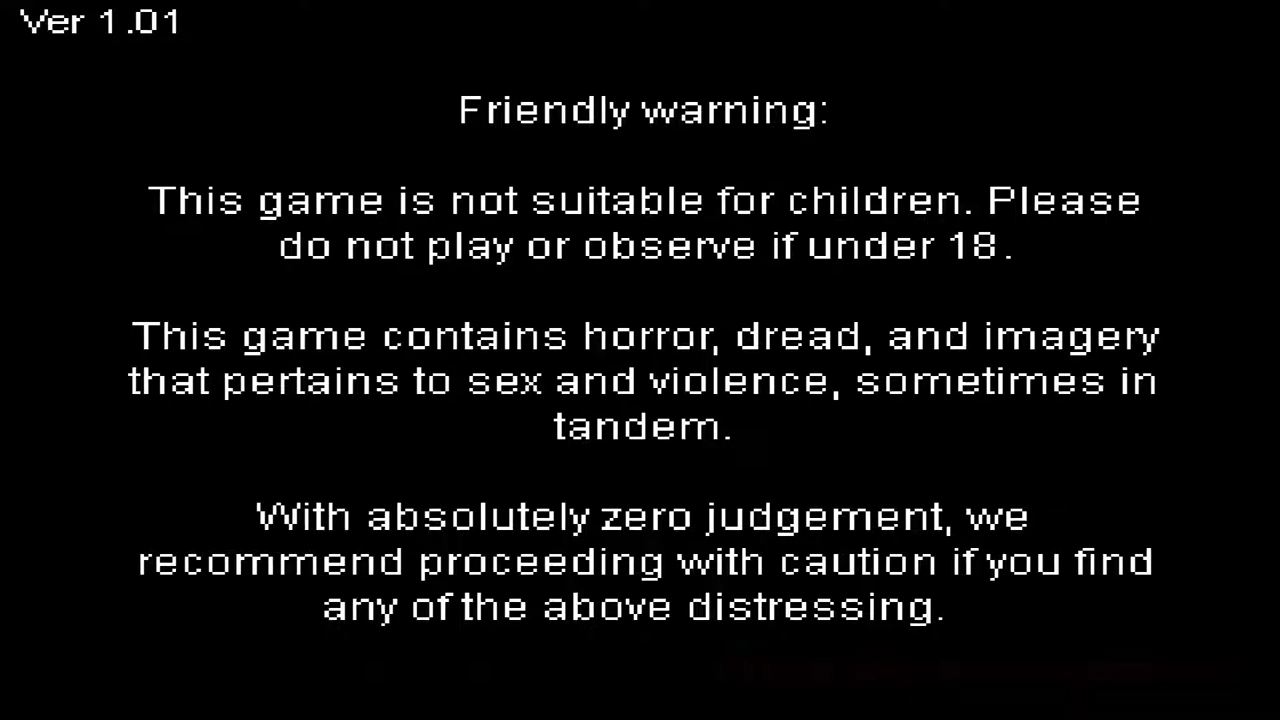 Ver 1.01
Friendly warning:
This game is not suitable for children. Please
do not play or observe if under 18.
This game contains horror, dread, and imagery
that pertains to sex and violence, sometimes in
tandem.
With absolutely zero judgement, we
recommend proceeding with caution if you find
any of the above distressing.